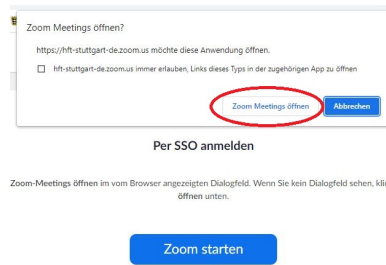 Zoom Meetings öffnen?
https://hft-stuttgart-de.zoom.us möchte diese Anwendung öffnen.
hft-stuttgart-de.zoom.us immer erlauben, Links dieses Typs in der zugehörigen App zu öffnen
Zoom Meetings öffnen Abbrechen
Per SSO anmelden
Zoom-Meetings öffnen im vom Browser angezeigten Dialogfeld. Wenn Sie kein Dialogfeld sehen, kli
öffnen unten.
Zoom starten